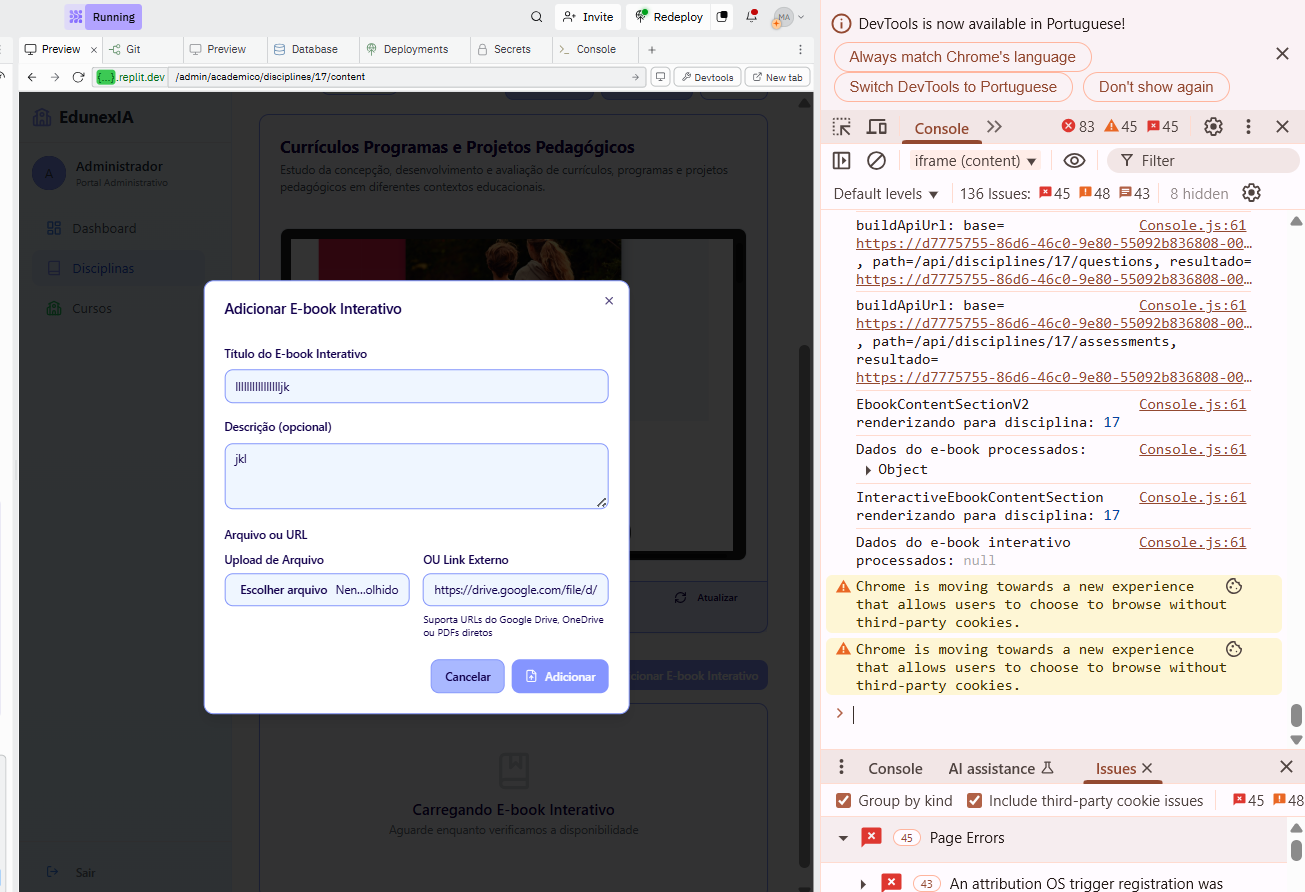 Running
Invite
Redeploy
MA
Preview
Git
Preview
Database
Deployments
Secrets
Console
{...}.replit.dev
/admin/academico/disciplines/17/content
Devtools
New tab
EdunexIA
A
Administrador
Portal Administrativo
Dashboard
Disciplinas
Cursos
Sair
Currículos Programas e Projetos Pedagógicos
Estudo da concepção, desenvolvimento e avaliação de currículos, programas e projetos
pedagógicos em diferentes contextos educacionais.
Adicionar E-book Interativo
Título do E-book Interativo
Descrição (opcional)
jkl
Arquivo ou URL
Upload de Arquivo
OU Link Externo
Escolher arquivo Nen...olhido
https://drive.google.com/file/d/
Suporta URLs do Google Drive, OneDrive
ou PDFs diretos
Cancelar
Adicionar
Atualizar
cionar E-book Interativo
Carregando E-book Interativo
Aguarde enquanto verificamos a disponibilidade
DevTools is now available in Portuguese!
Always match Chrome's language
Switch DevTools to Portuguese
Don't show again
Console
83
45
45
iframe (content)
Filter
Default levels
136 Issues:
45
48
43
8 hidden
buildApiUrl: base=
Console.js:61
https://d7775755-86d6-46c0-9e80-55092b836808-00…
, path=/api/disciplines/17/questions, resultado=
https://d7775755-86d6-46c0-9e80-55092b836808-00…
buildApiUrl: base=
Console.js:61
https://d7775755-86d6-46c0-9e80-55092b836808-00…
, path=/api/disciplines/17/assessments,
resultado=
https://d7775755-86d6-46c0-9e80-55092b836808-00…
EbookContentSectionV2
Console.js:61
renderizando para disciplina: 17
Dados do e-book processados:
Console.js:61
Object
InteractiveEbookContentSection
Console.js:61
renderizando para disciplina: 17
Dados do e-book interativo
Console.js:61
processados: null
Chrome is moving towards a new experience
that allows users to choose to browse without
third-party cookies.
Chrome is moving towards a new experience
that allows users to choose to browse without
third-party cookies.
Console
AI assistance
Issues
Group by kind
Include third-party cookie issues
45
48
45
Page Errors
43
An attribution OS trigger registration was